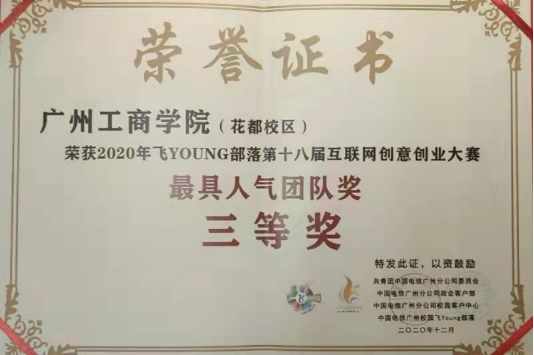 荣誉证书
广州工商学院（花都校区）
荣获2020年飞YOUNG部落第十八届互联网创意创业大赛
最具人气团队奖
三等奖
特发此证，以资鼓励
共青团中国电信广州分公司委员会
中国电信广州分公司政企客户部
中国电信广州分公司校园客户中心
中国电信广州校园飞Young部落
二〇二〇年十二月